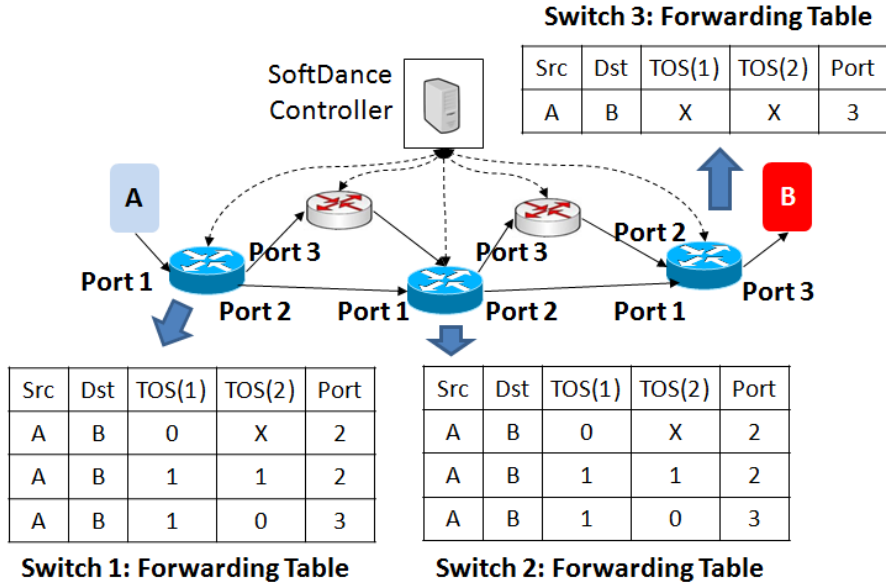 Switch 3: Forwarding Table
Src Dst TOS(1) TOS(2) Port
A B X X 3
SoftDance
Controller
A
B
Port 3
Port 3
Port 2
Port 1
Port 2
Port 1
Port 2
Port 1
Port 3
Src Dst TOS(1) TOS(2) Port
A B 0 X 2
A B 1 1 2
A B 1 0 3
Switch 1: Forwarding Table
Src Dst TOS(1) TOS(2) Port
A B 0 X 2
A B 1 1 2
A B 1 0 3
Switch 2: Forwarding Table